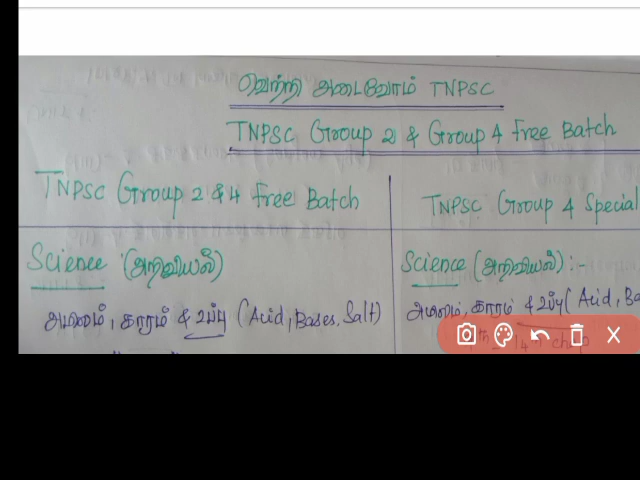 வெற்றி அடைவோம் TNPSC
TNPSC Group 2 & Group 4 Free Batch
TNPSC Group 2 & 4 Free Batch
Science (அறிவியல்)
அமிலம், காரம் & உப்பு (Acid, Bases, Salt)
TNPSC Group 4 Special
Science (அறிவியல்) :-
அமிலம், காரம் & உப்பு (Acid, Ba